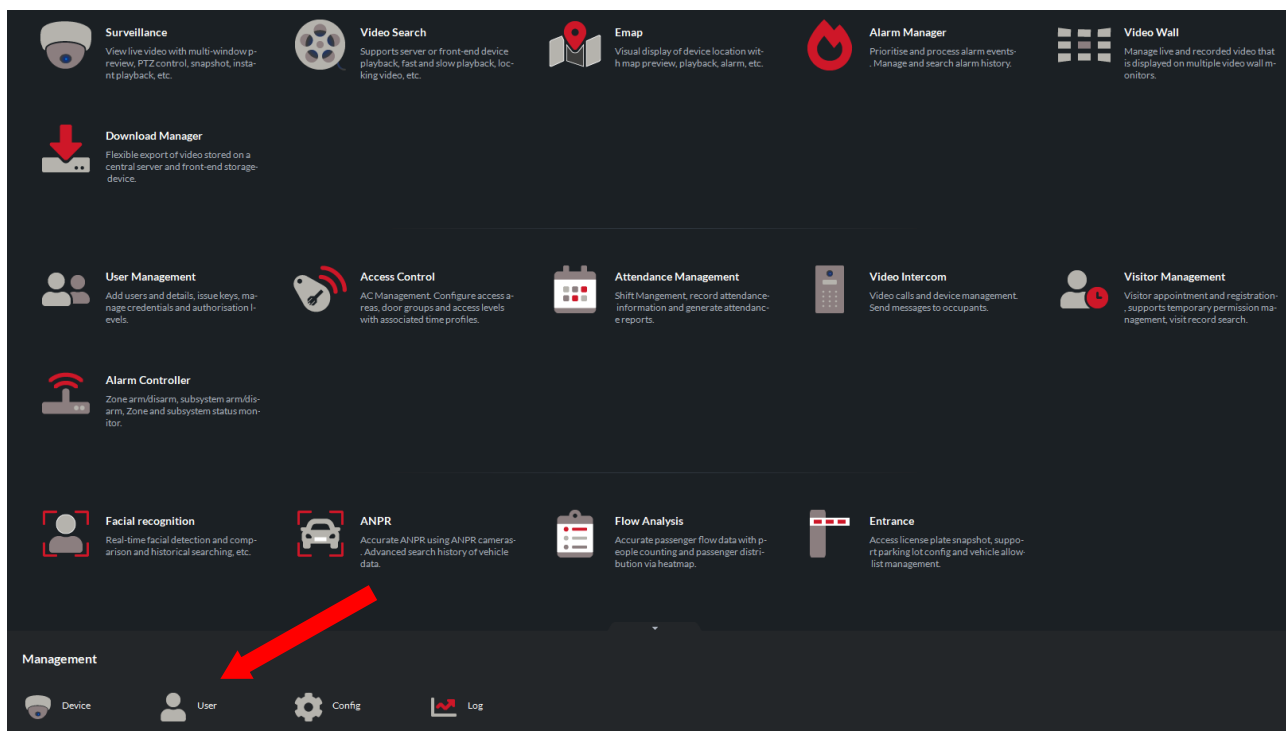 Surveillance
View live video with multi-window p-
review, PTZ control, snapshot, insta-
nt playback, etc.
Video Search
Supports server or front-end device
playback, fast and slow playback, loc-
king video, etc.
Emap
Visual display of device location wit-
h map preview, playback, alarm, etc.
Alarm Manager
Prioritise and process alarm events-
. Manage and search alarm history.
Video Wall
Manage live and recorded video that
is displayed on multiple video wall m-
onitors.
Download Manager
Flexible export of video stored on a
central server and front-end storage-
device.
User Management
Add users and details, issue keys, ma-
nage credentials and authorisation l-
evels.
Access Control
AC Management. Configure access a-
reas, door groups and access levels
with associated time profiles.
Attendance Management
Shift Mangement, record attendance-
information and generate attendanc-
e reports.
Video Intercom
Video calls and device management.
Send messages to occupants.
Visitor Management
Visitor appointment and registration-
, supports temporary permission ma-
nagement, visit record search.
Alarm Controller
Zone arm/disarm, subsystem arm/dis-
arm, Zone and subsystem status mon-
itor.
Facial recognition
Real-time facial detection and comp-
arison and historical searching, etc.
ANPR
Accurate ANPR using ANPR cameras-
. Advanced search history of vehicle
data.
Flow Analysis
Accurate passenger flow data with p-
eople counting and passenger distri-
bution via heatmap.
Entrance
Access license plate snapshot, suppo-
rt parking lot config and vehicle allow-
list management.
Management
Device
User
Config
Log